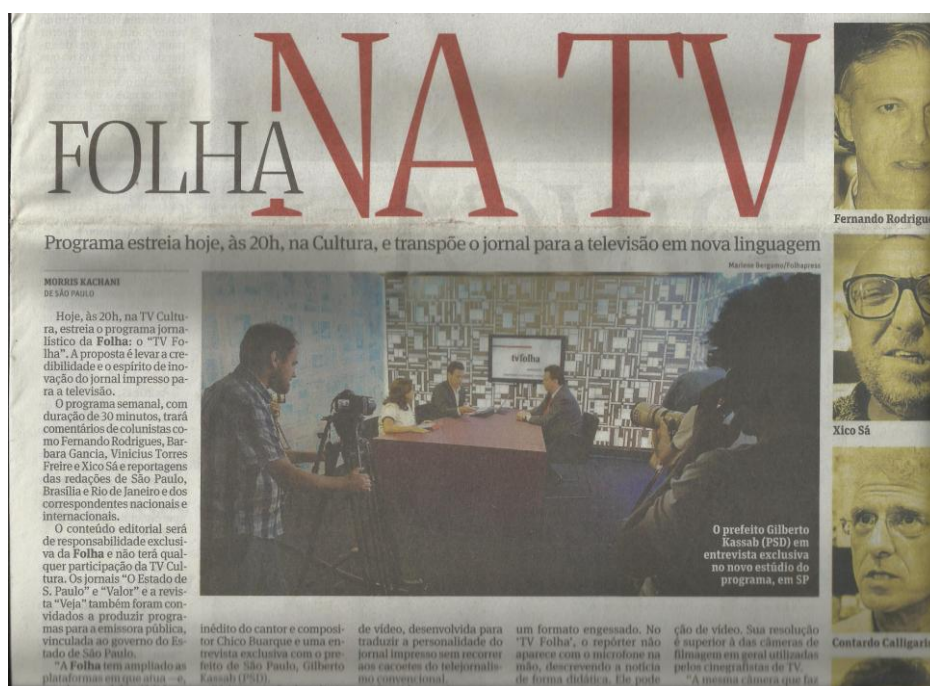 FOLHA NA TV
Programa estreia hoje, às 20h, na Cultura, e transpõe o jornal para a televisão em nova linguagem
Marlene Bergamo/Folhapress
MORRIS KACHANI
DE SÃO PAULO
Hoje, às 20h, na TV Cultu-
ra, estreia o programa jorna-
lístico da Folha: o "TV Fo-
lha". A proposta é levar a cre-
dibilidade e o espírito de ino-
vação do jornal impresso pa-
ra a televisão.
O programa semanal, com
duração de 30 minutos, trará
comentários de colunistas co-
mo Fernando Rodrigues, Bar-
bara Gancia, Vinicius Torres
Freire e Xico Sá e reportagens
das redações de São Paulo,
Brasília e Rio de Janeiro e dos
correspondentes nacionais e
internacionais.
O conteúdo editorial será
de responsabilidade exclusi-
va da Folha e não terá qual-
quer participação da TV Cul-
tura. Os jornais "O Estado de
S. Paulo" e "Valor" e a revis-
ta "Veja" também foram con-
vidados a produzir progra-
mas para a emissora pública,
vinculada ao governo do Es-
tado de São Paulo.
"A Folha tem ampliado as
plataformas em que atua — e,
tvfolha
O prefeito Gilberto
Kassab (PSD) em
entrevista exclusiva
no novo estúdio do
programa, em SP
inédito do cantor e composi-
tor Chico Buarque e uma en-
trevista exclusiva com o pre-
feito de São Paulo, Gilberto
Kassab (PSD).
de vídeo, desenvolvida para
traduzir a personalidade do
jornal impresso sem recorrer
aos cacoetes do telejornalis-
mo convencional.
um formato engessado. No
'TV Folha', o repórter não
aparece com o microfone na
mão, descrevendo a notícia
de forma didática. Ele pode
ção de vídeo. Sua resolução
é superior à das câmeras de
filmagem em geral utilizadas
pelos cinegrafistas de TV.
"A mesma câmera que faz
Fernando Rodrigue
Xico Sá
Contardo Calligari